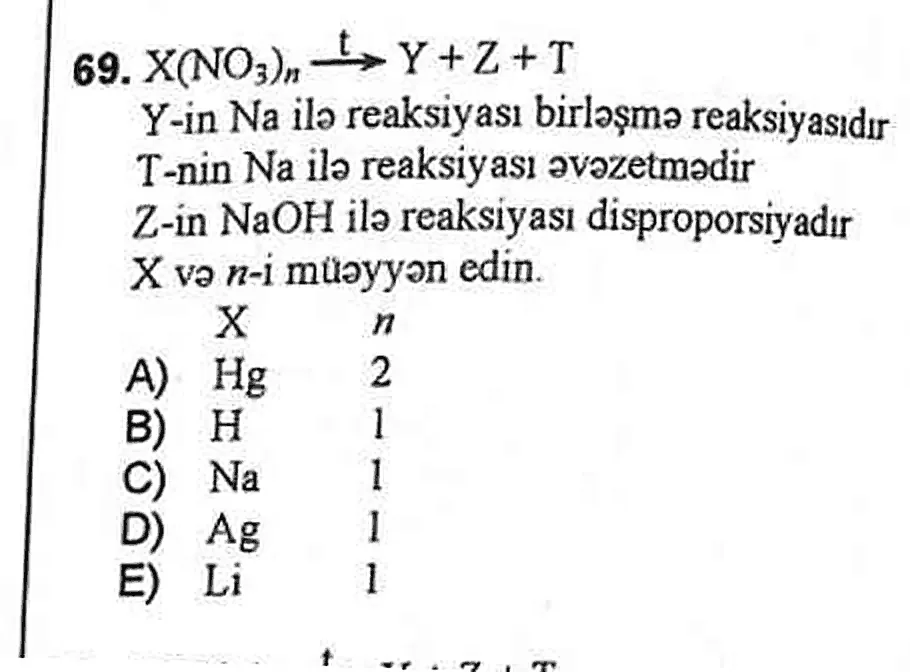 69. X(NO₃)ₙ —t→ Y + Z + T
Y-in Na ilə reaksiyası birləşmə reaksiyasıdır
T-nin Na ilə reaksiyası əvəzetmədir
Z-in NaOH ilə reaksiyası disproporsiyadır
X və n-i müəyyən edin.
X n
A) Hg 2
B) H 1
C) Na 1
D) Ag 1
E) Li 1